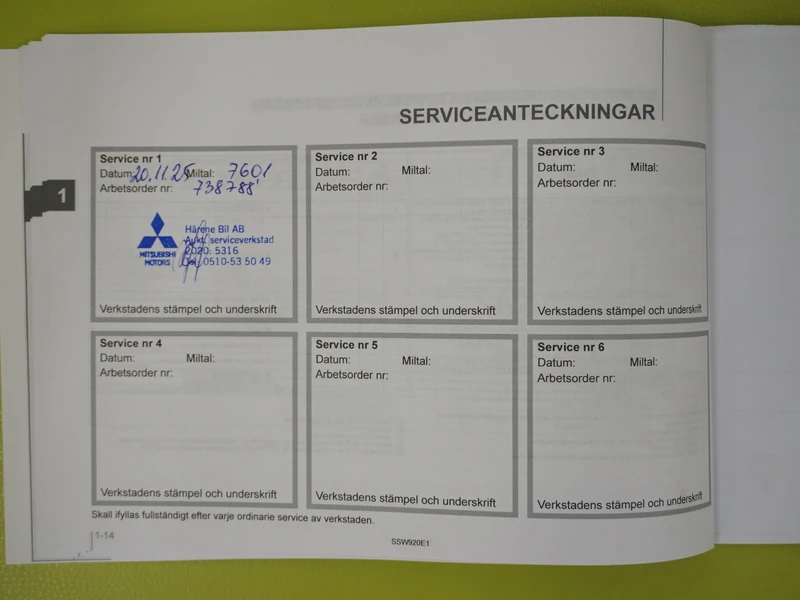 SERVICEANTECKNINGAR
1
Service nr 1
Datum: 20.11.25 Miltal: 7601
Arbetsorder nr: 738788
MITSUBISHI
MOTORS
Härene Bil AB
Aukt. serviceverkstad
2020: 5316
Tel. 0510-53 50 49
Verkstadens stämpel och underskrift
Service nr 2
Datum: Miltal:
Arbetsorder nr:
Verkstadens stämpel och underskrift
Service nr 3
Datum: Miltal:
Arbetsorder nr:
Verkstadens stämpel och underskrift
Service nr 4
Datum: Miltal:
Arbetsorder nr:
Verkstadens stämpel och underskrift
Service nr 5
Datum: Miltal:
Arbetsorder nr:
Verkstadens stämpel och underskrift
Service nr 6
Datum: Miltal:
Arbetsorder nr:
Verkstadens stämpel och underskrift
Skall ifyllas fullständigt efter varje ordinarie service av verkstaden.
1-14
SSW920E1